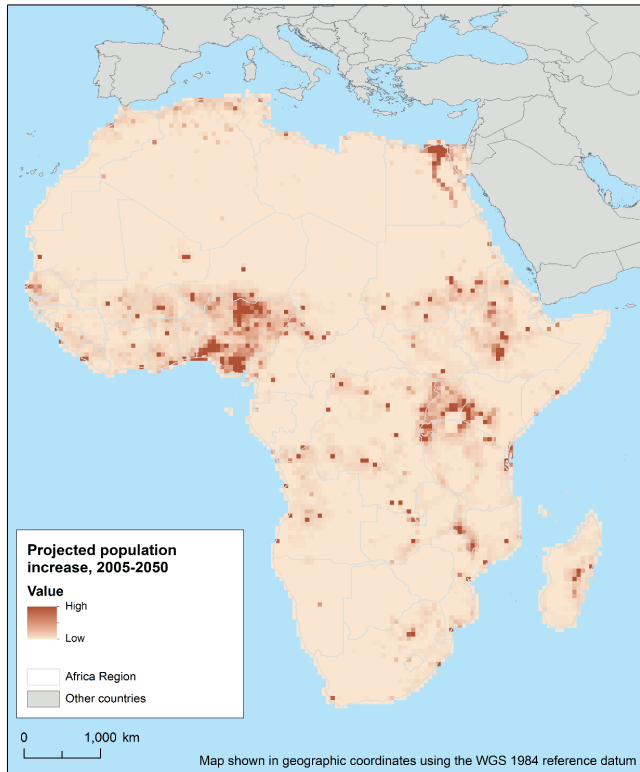 Projected population
increase, 2005-2050
Value
High
Low
Africa Region
Other countries
0 1,000 km
Map shown in geographic coordinates using the WGS 1984 reference datum